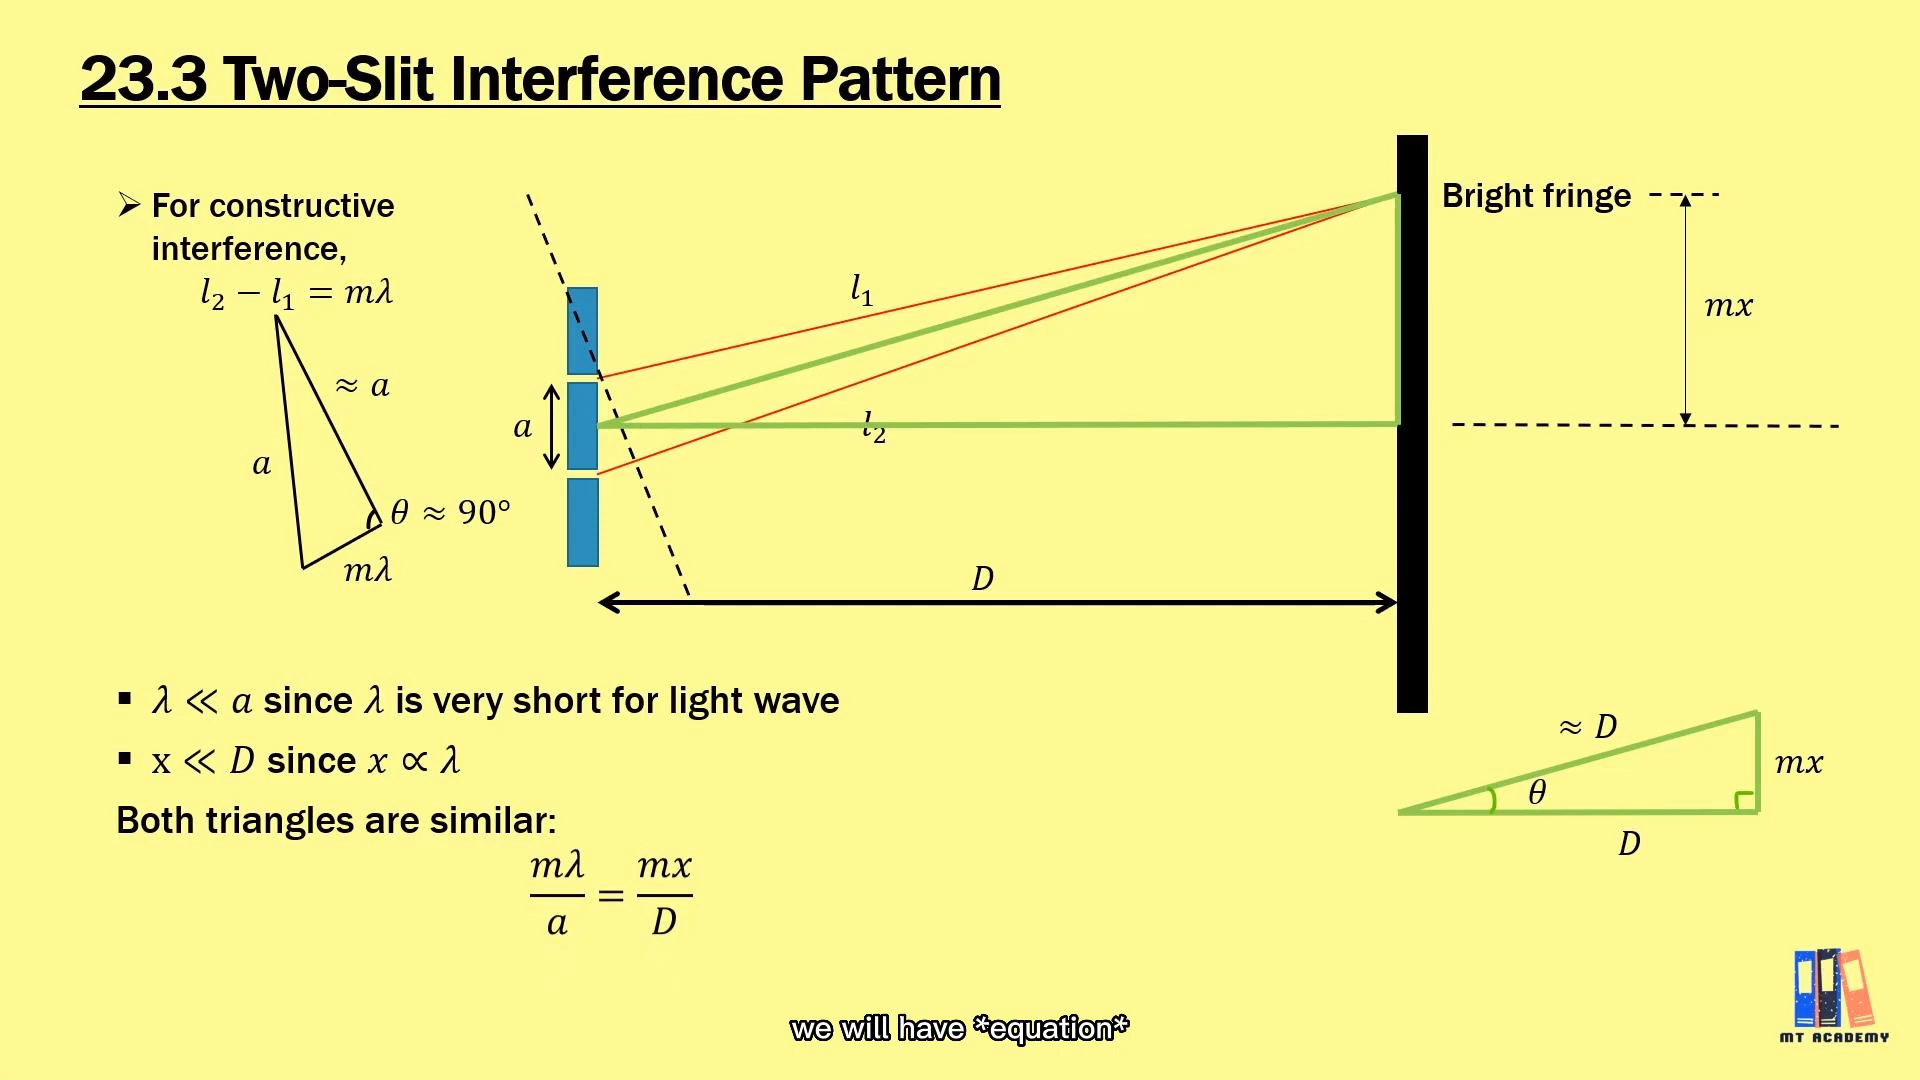 23.3 Two-Slit Interference Pattern
➢ For constructive
interference,
l₂ − l₁ = mλ
≈ a
a
θ ≈ 90°
mλ
a
l₁
l₂
D
Bright fringe
mx
▪ λ ≪ a since λ is very short for light wave
▪ x ≪ D since x ∝ λ
Both triangles are similar:
mλ/a = mx/D
≈ D
θ
mx
D
we will have *equation*
MT ACADEMY